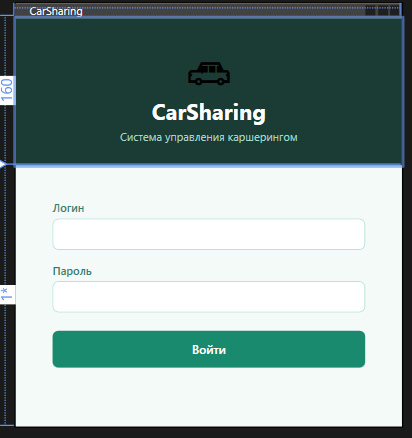 CarSharing
160
CarSharing
Система управления каршерингом
Логин
Пароль
1*
Войти